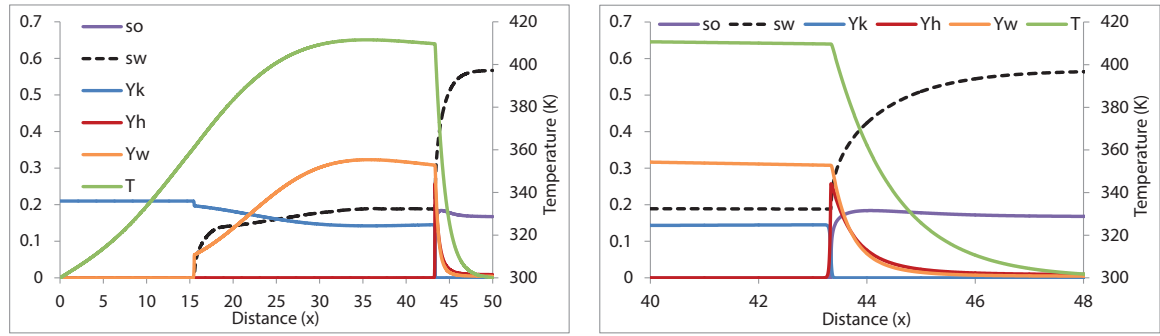 0.7
0.6
0.5
0.4
0.3
0.2
0.1
0
so
sw
Yk
Yh
Yw
T
420
400
380
360
340
320
300
Temperature (K)
0 5 10 15 20 25 30 35 40 45 50
Distance (x)
so sw Yk Yh Yw T
0.7
0.6
0.5
0.4
0.3
0.2
0.1
0
420
400
380
360
340
320
300
Temperature (K)
40 42 44 46 48
Distance (x)